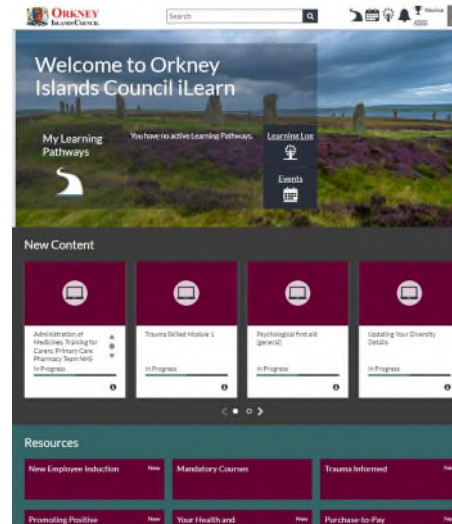 ORKNEY
ISLANDS COUNCIL
Search
Novice
Welcome to Orkney
Islands Council iLearn
My Learning
Pathways
You have no active Learning Pathways.
Learning Log
Events
New Content
Administration of
Medicines, Training for
Carers, Primary Care
Pharmacy Team NHS
In Progress
Trauma Skilled Module 1
In Progress
Psychological first aid
(general)
In Progress
Updating Your Diversity
Details
In Progress
Resources
New Employee Induction
New
Mandatory Courses
Trauma Informed
Promoting Positive
New
Your Health and
New
Purchase-to-Pay